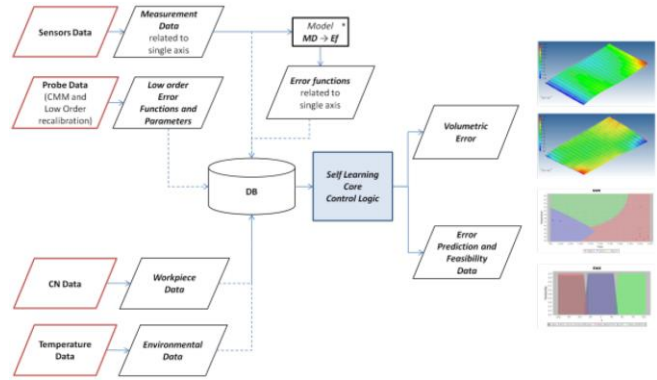 Sensors Data
Measurement
Data
related to
single axis
Model *
MD → Ef
Probe Data
(CMM and
Low Order
recalibration)
Low order
Error
Functions and
Parameters
Error functions
related to
single axis
Volumetric
Error
DB
Self Learning
Core
Control Logic
Error
Prediction and
Feasibility
Data
CN Data
Workpiece
Data
Temperature
Data
Environmental
Data